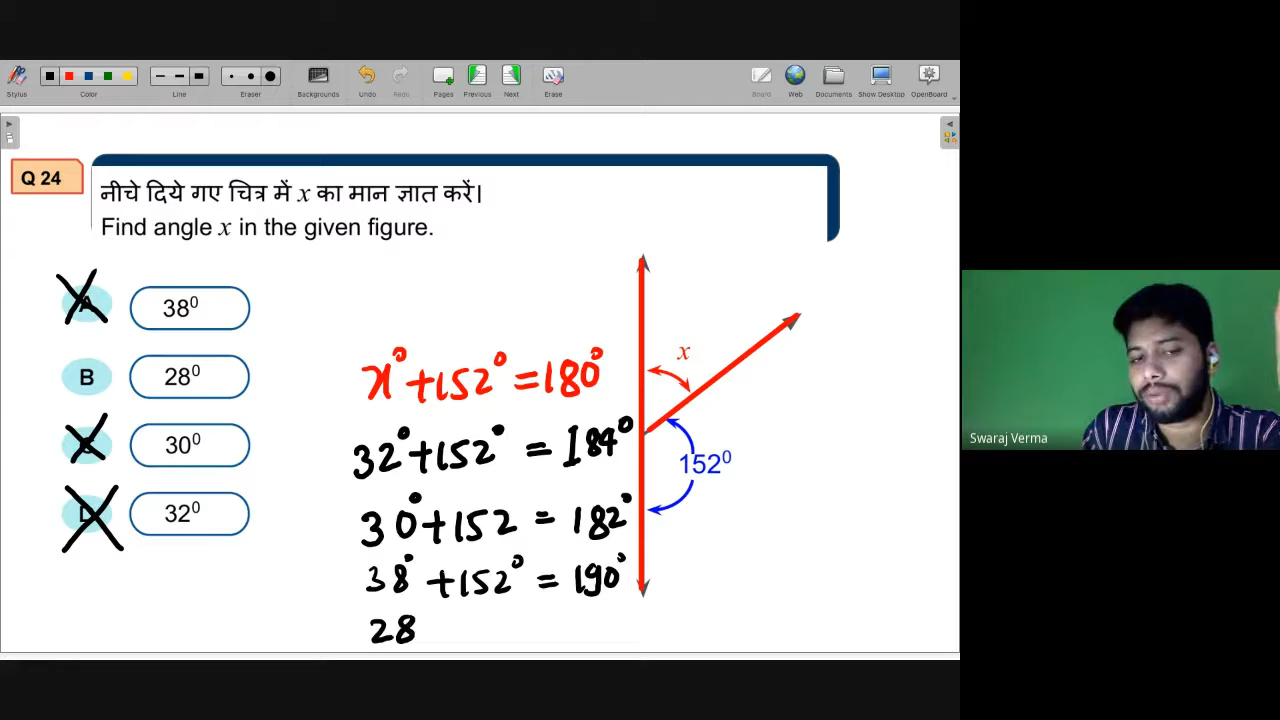 Stylus
Color
Line
Eraser
Backgrounds
Undo
Redo
Pages
Previous
Next
Erase
Board
Web
Documents
Show Desktop
OpenBoard
Q 24
नीचे दिये गए चित्र में x का मान ज्ञात करें।
Find angle x in the given figure.
A 38⁰
B 28⁰
C 30⁰
D 32⁰
x° + 152° = 180°
32° + 152° = 184°
30° + 152 = 182°
38° + 152° = 190°
28
x
152⁰
Swaraj Verma